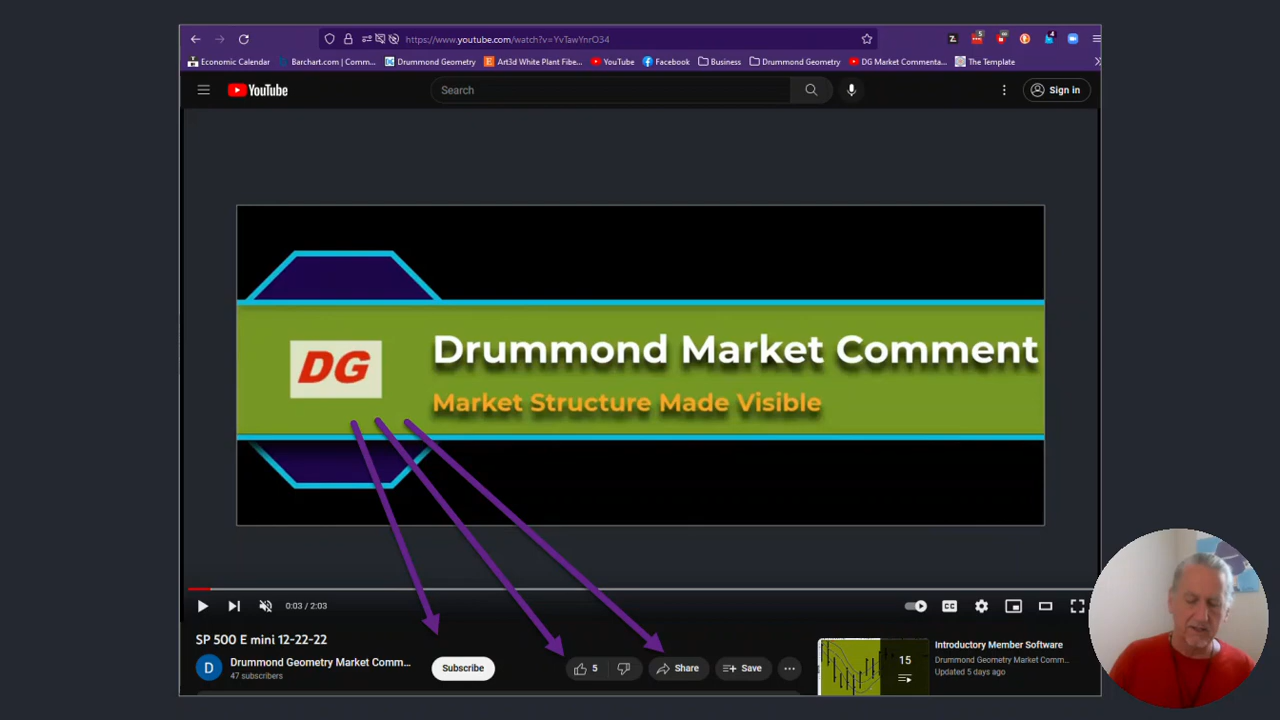 https://www.youtube.com/watch?v=YvTawYnrO34
Z. 5 4
Economic Calendar Barchart.com | Comm... Drummond Geometry Art3d White Plant Fibe... YouTube Facebook Business Drummond Geometry DG Market Commenta... The Template
YouTube Search Sign in
DG
Drummond Market Comment
Market Structure Made Visible
0:03 / 2:03 CC
SP 500 E mini 12-22-22
D
Drummond Geometry Market Comm...
47 subscribers
Subscribe 5 Share Save
15
Introductory Member Software
Drummond Geometry Market Comm...
Updated 5 days ago